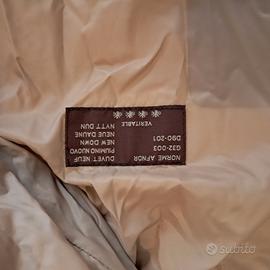 NORME AFNOR
G32-003
D90-201
VERITABLE
DUVET NEUF
PIUMINO NUOVO
NEW DOWN
NEUE DAUNE
NYTT DUN
subito